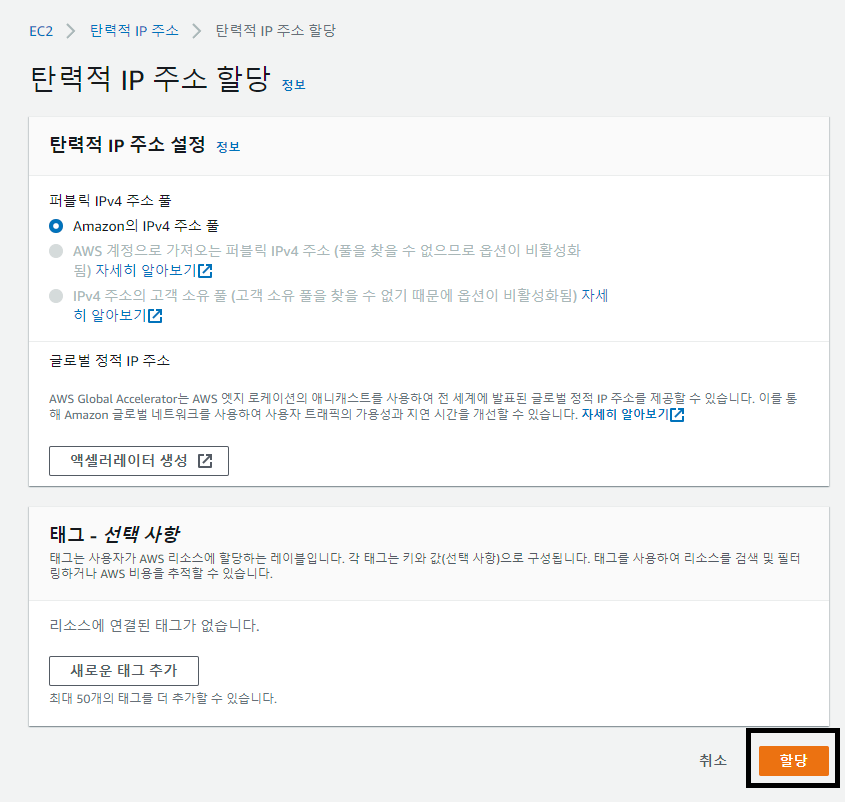 EC2 > 탄력적 IP 주소 > 탄력적 IP 주소 할당
탄력적 IP 주소 할당 정보
탄력적 IP 주소 설정 정보
퍼블릭 IPv4 주소 풀
Amazon의 IPv4 주소 풀
AWS 계정으로 가져오는 퍼블릭 IPv4 주소 (풀을 찾을 수 없으므로 옵션이 비활성화
됨) 자세히 알아보기
IPv4 주소의 고객 소유 풀 (고객 소유 풀을 찾을 수 없기 때문에 옵션이 비활성화됨) 자세
히 알아보기
글로벌 정적 IP 주소
AWS Global Accelerator는 AWS 엣지 로케이션의 애니캐스트를 사용하여 전 세계에 발표된 글로벌 정적 IP 주소를 제공할 수 있습니다. 이를 통
해 Amazon 글로벌 네트워크를 사용하여 사용자 트래픽의 가용성과 지연 시간을 개선할 수 있습니다. 자세히 알아보기
액셀러레이터 생성
태그 - 선택 사항
태그는 사용자가 AWS 리소스에 할당하는 레이블입니다. 각 태그는 키와 값(선택 사항)으로 구성됩니다. 태그를 사용하여 리소스를 검색 및 필터
링하거나 AWS 비용을 추적할 수 있습니다.
리소스에 연결된 태그가 없습니다.
새로운 태그 추가
최대 50개의 태그를 더 추가할 수 있습니다.
취소 할당